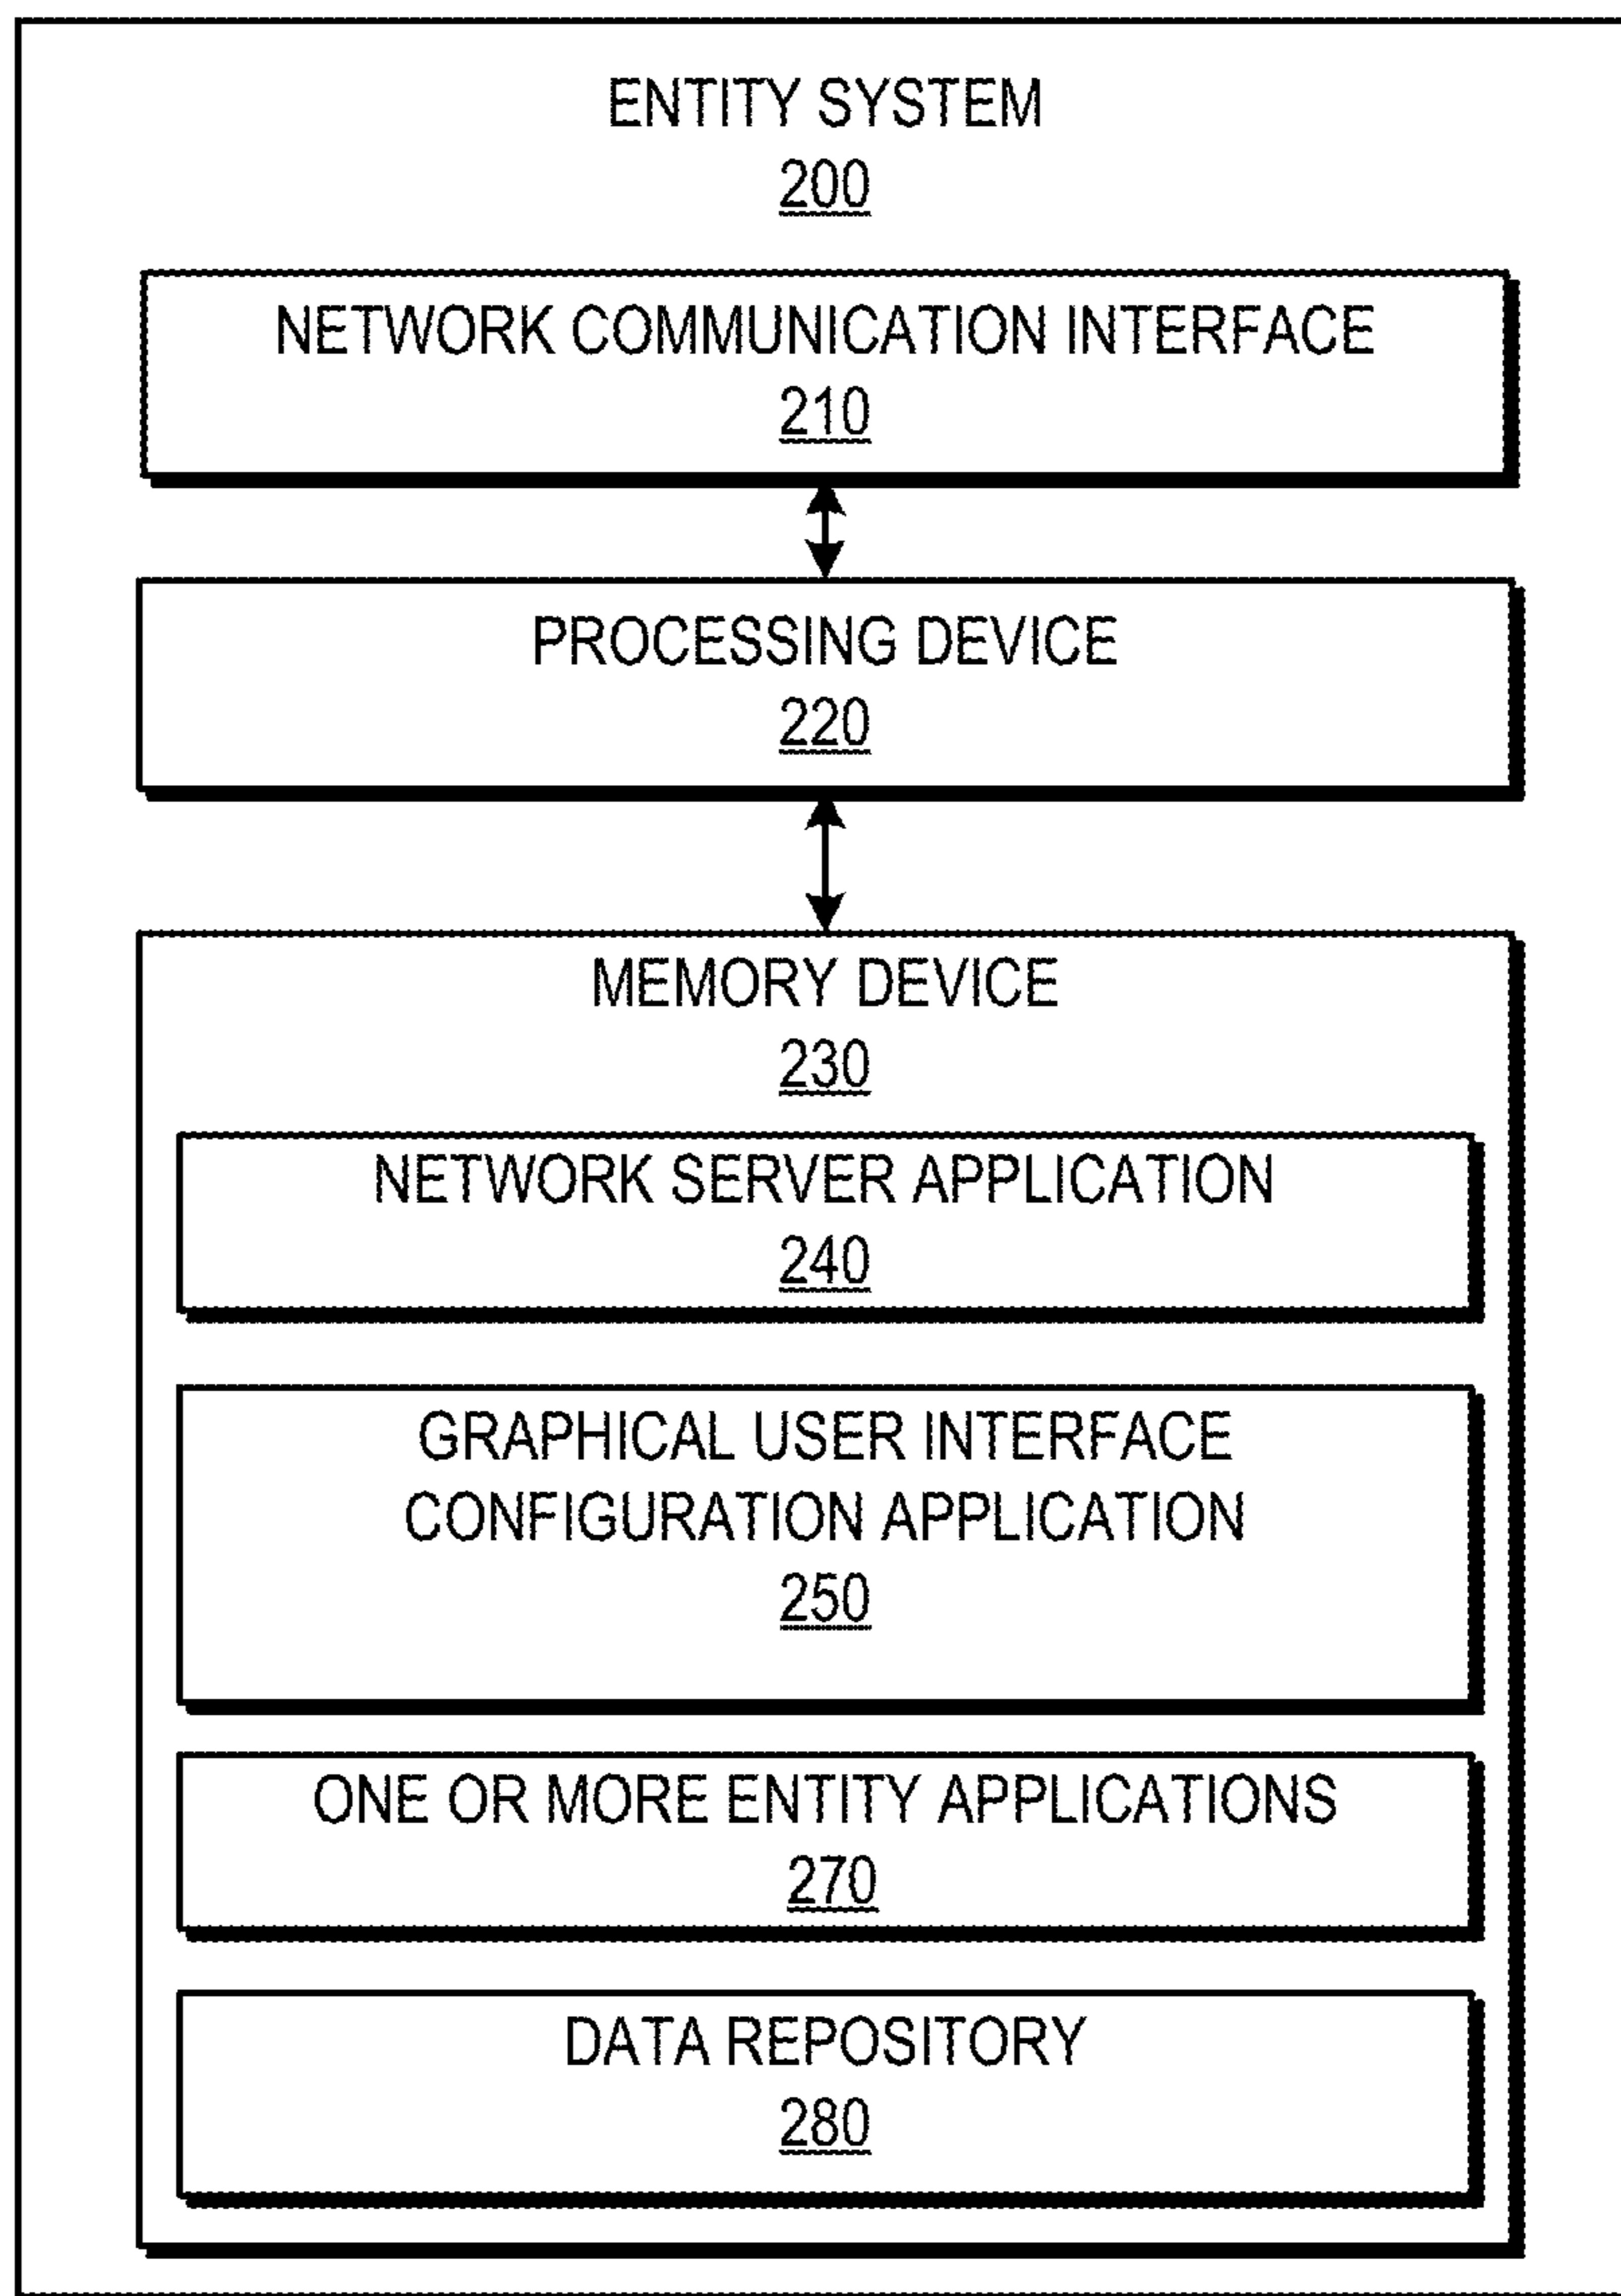 ENTITY SYSTEM
200
NETWORK COMMUNICATION INTERFACE
210
PROCESSING DEVICE
220
MEMORY DEVICE
230
NETWORK SERVER APPLICATION
240
GRAPHICAL USER INTERFACE
CONFIGURATION APPLICATION
250
ONE OR MORE ENTITY APPLICATIONS
270
DATA REPOSITORY
280